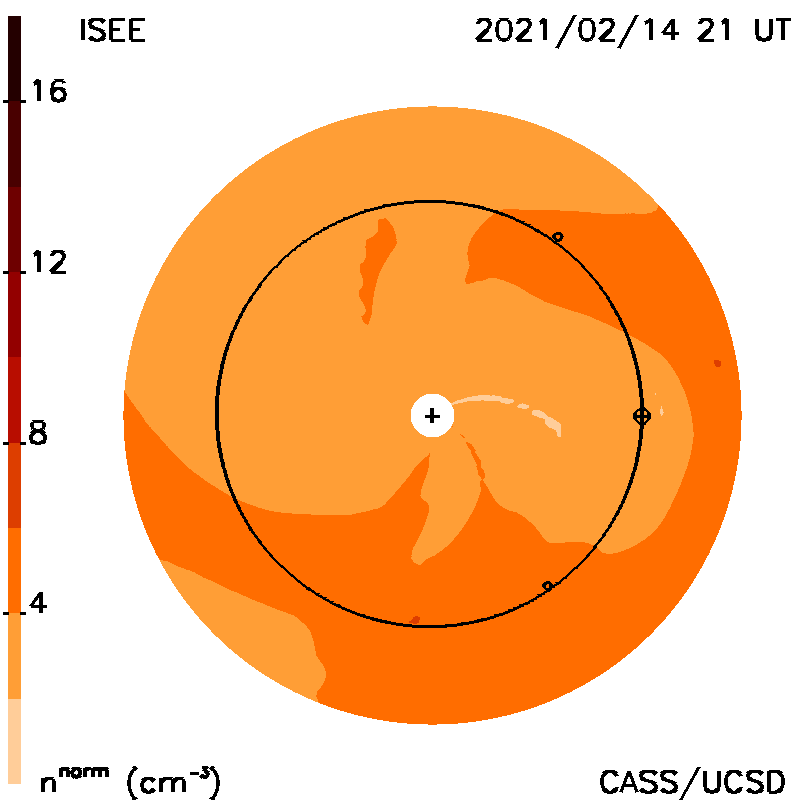 ISEE 2021/02/14 21 UT
16
12
8
4
n^norm (cm^-3) CASS/UCSD